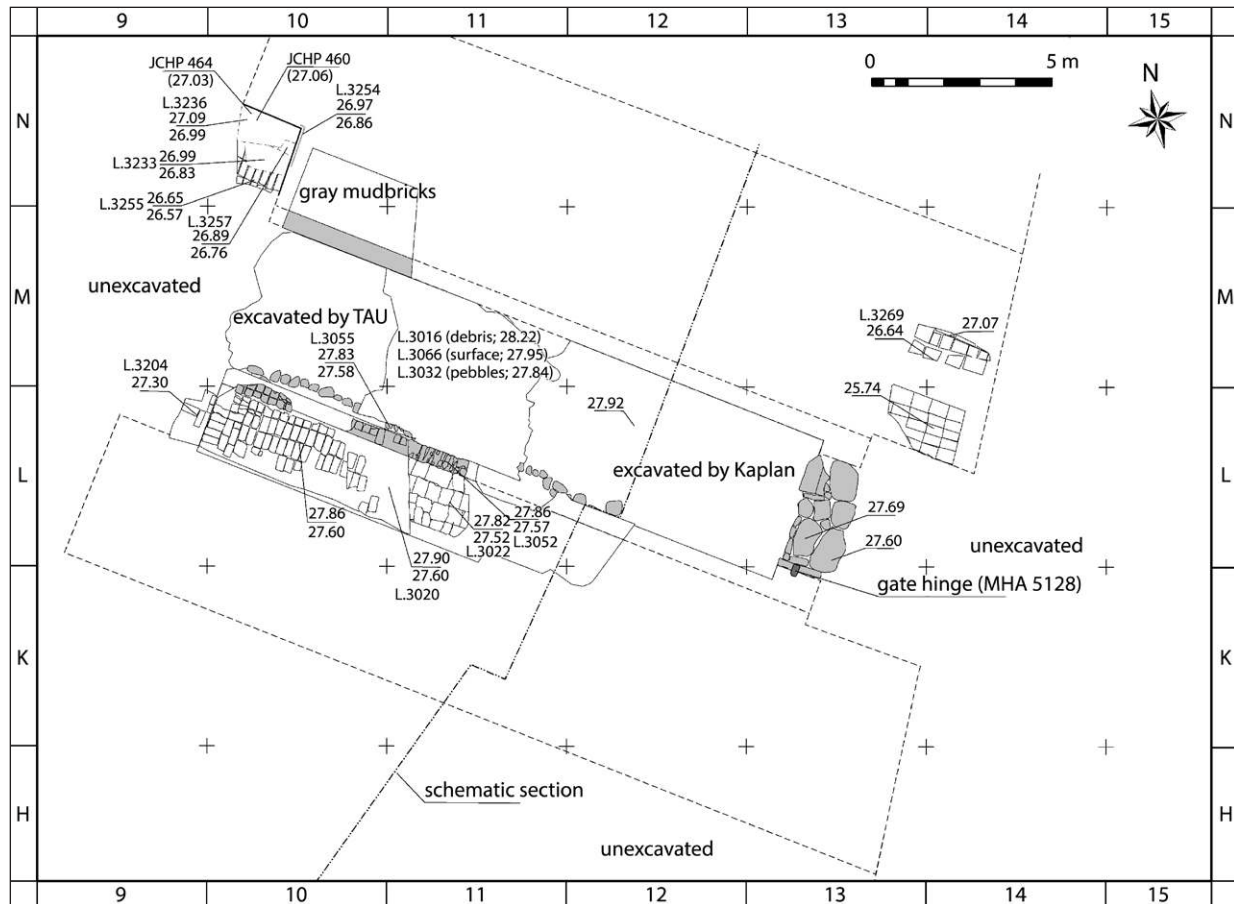 9 10 11 12 13 14 15
0 5 m
N
JCHP 464
(27.03)
JCHP 460
(27.06)
L.3254
26.97
26.86
L.3236
27.09
26.99
L.3233 26.99
26.83
L.3255 26.65
26.57
L.3257
26.89
26.76
gray mudbricks
N N
unexcavated
excavated by TAU
L.3055
27.83
27.58
L.3016 (debris; 28.22)
L.3066 (surface; 27.95)
L.3032 (pebbles; 27.84)
L.3269
26.64
27.07
M M
L.3204
27.30
27.92
25.74
excavated by Kaplan
L L
27.86
27.60
27.90
27.60
L.3020
27.82
27.52
L.3022
27.86
27.57
L.3052
27.69
27.60
unexcavated
gate hinge (MHA 5128)
K K
schematic section
unexcavated
H H
9 10 11 12 13 14 15